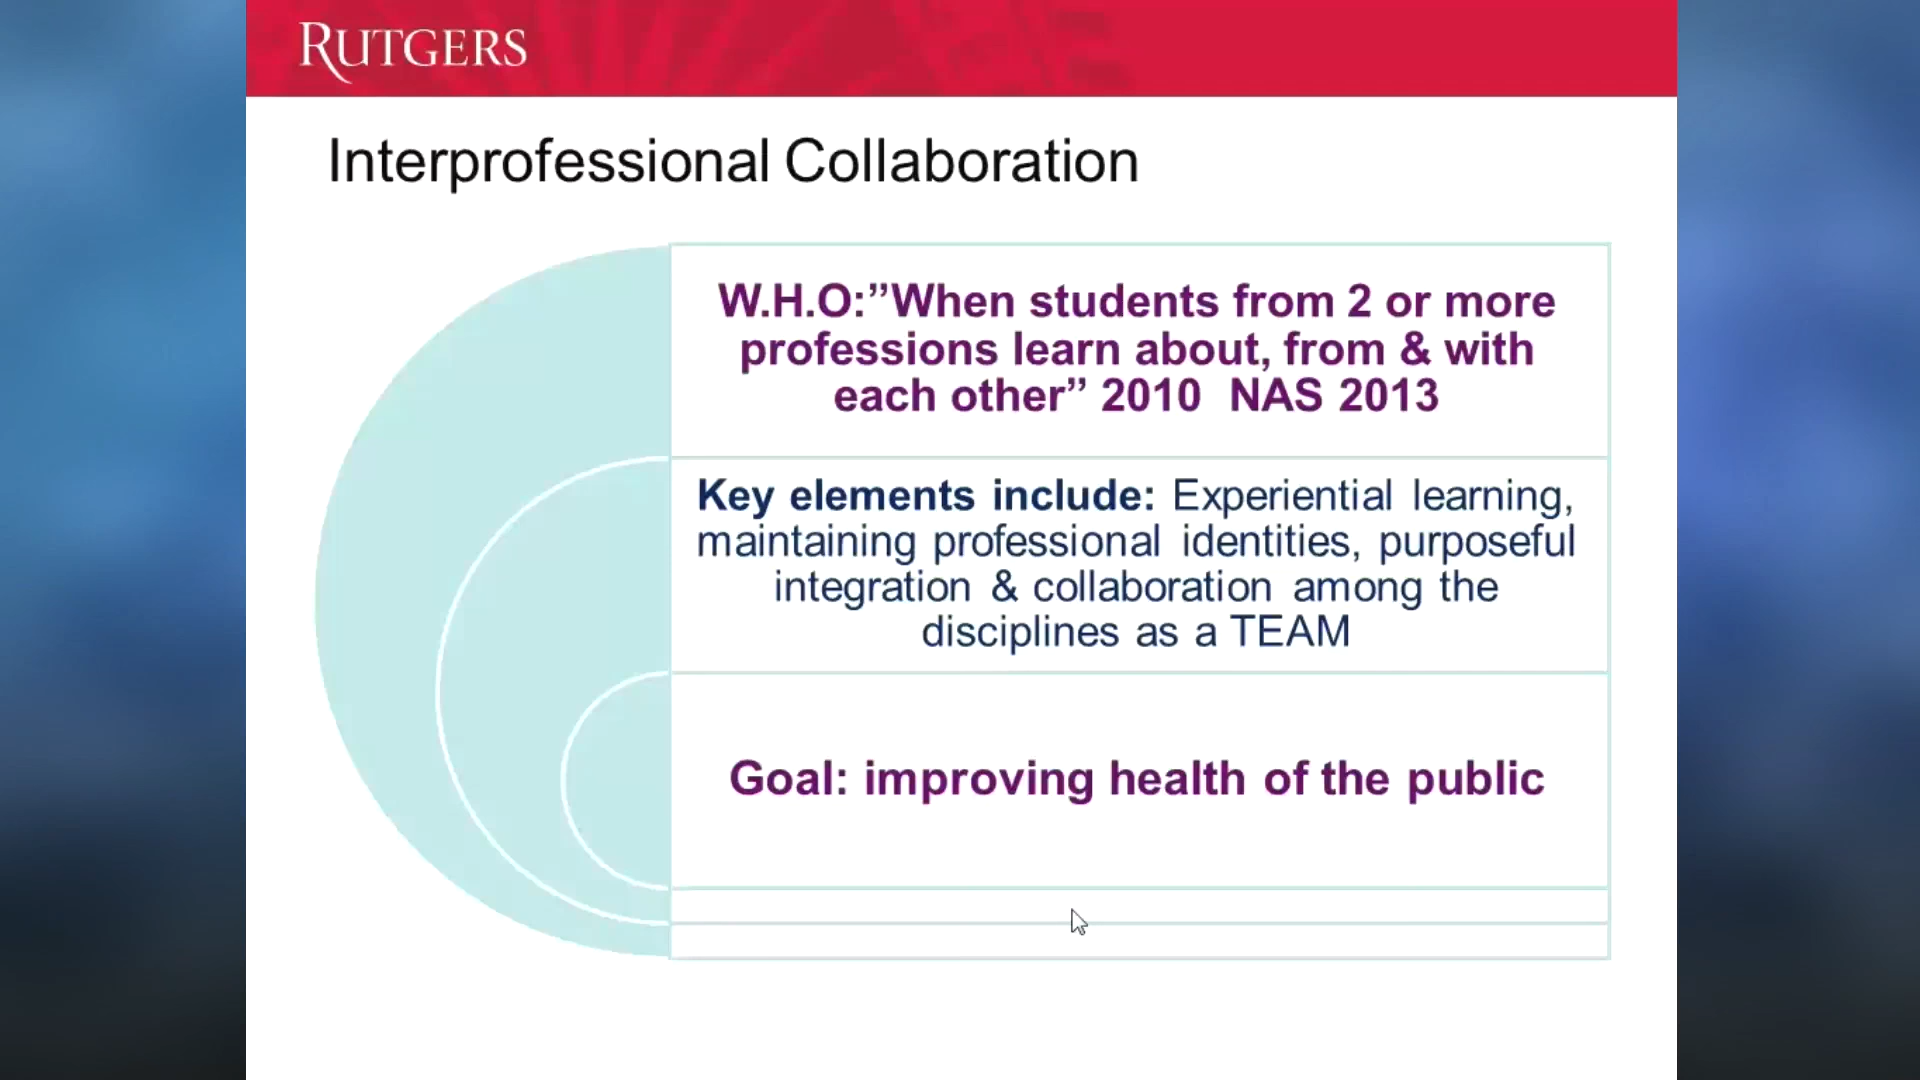 RUTGERS
Interprofessional Collaboration
W.H.O:”When students from 2 or more
professions learn about, from & with
each other” 2010 NAS 2013
Key elements include: Experiential learning,
maintaining professional identities, purposeful
integration & collaboration among the
disciplines as a TEAM
Goal: improving health of the public